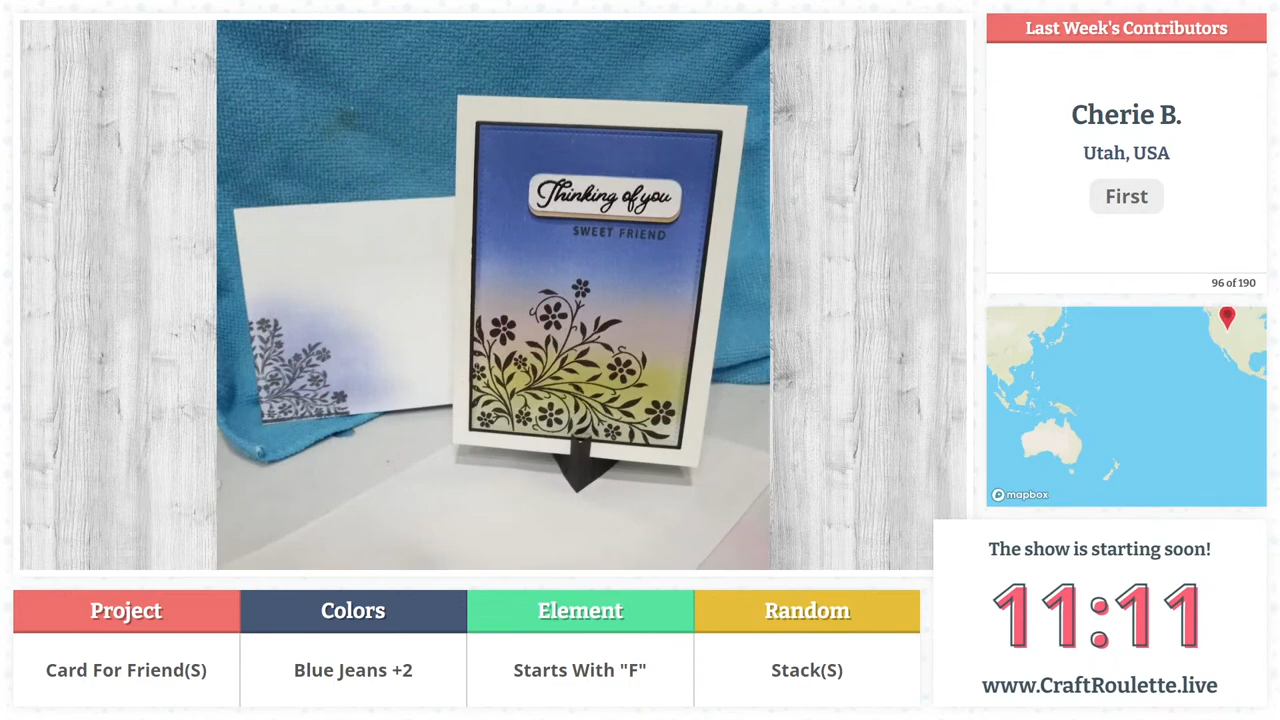 Last Week's Contributors
Cherie B.
Utah, USA
First
96 of 190
Thinking of you
SWEET FRIEND
mapbox
The show is starting soon!
11:11
www.CraftRoulette.live
Project
Colors
Element
Random
Card For Friend(S)
Blue Jeans +2
Starts With "F"
Stack(S)